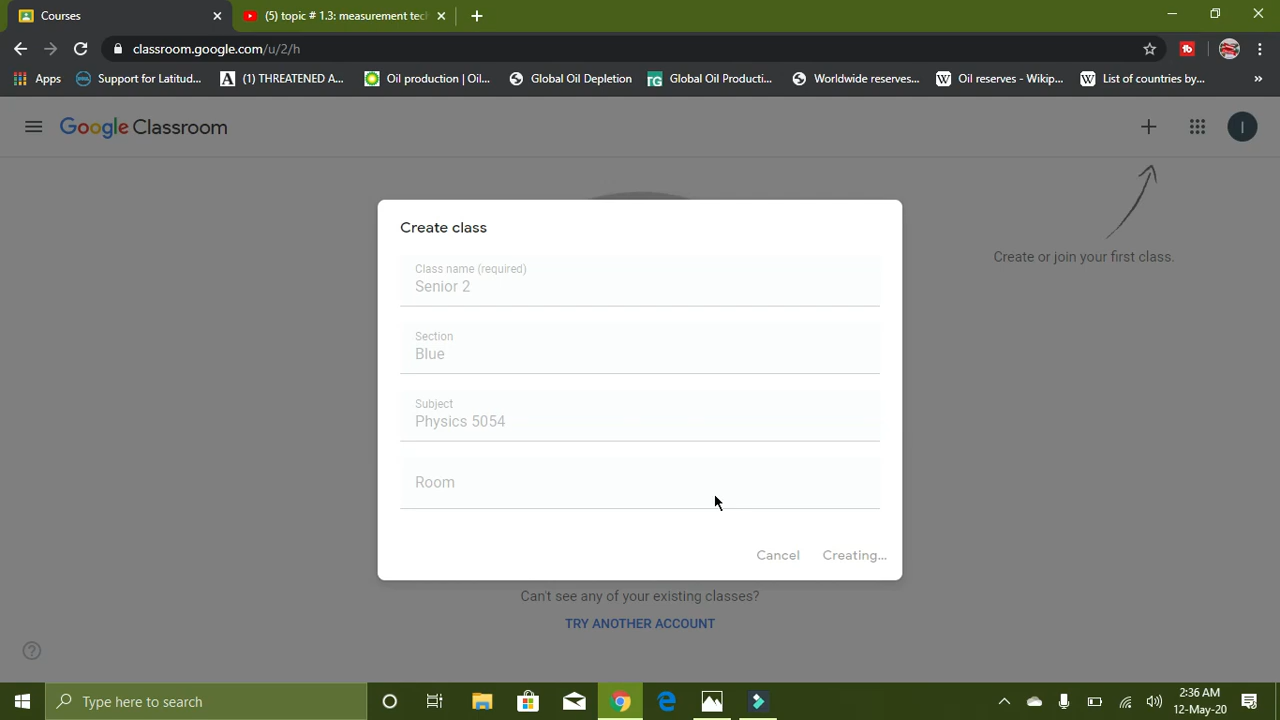 Courses
(5) topic # 1.3: measurement tec
classroom.google.com/u/2/h
Apps
Support for Latitud...
(1) THREATENED A...
Oil production | Oil...
Global Oil Depletion
Global Oil Producti...
Worldwide reserves...
Oil reserves - Wikip...
List of countries by...
»
Google Classroom
I
Create or join your first class.
Create class
Class name (required)
Senior 2
Section
Blue
Subject
Physics 5054
Room
Cancel
Creating...
Can't see any of your existing classes?
TRY ANOTHER ACCOUNT
Type here to search
2:36 AM
12-May-20